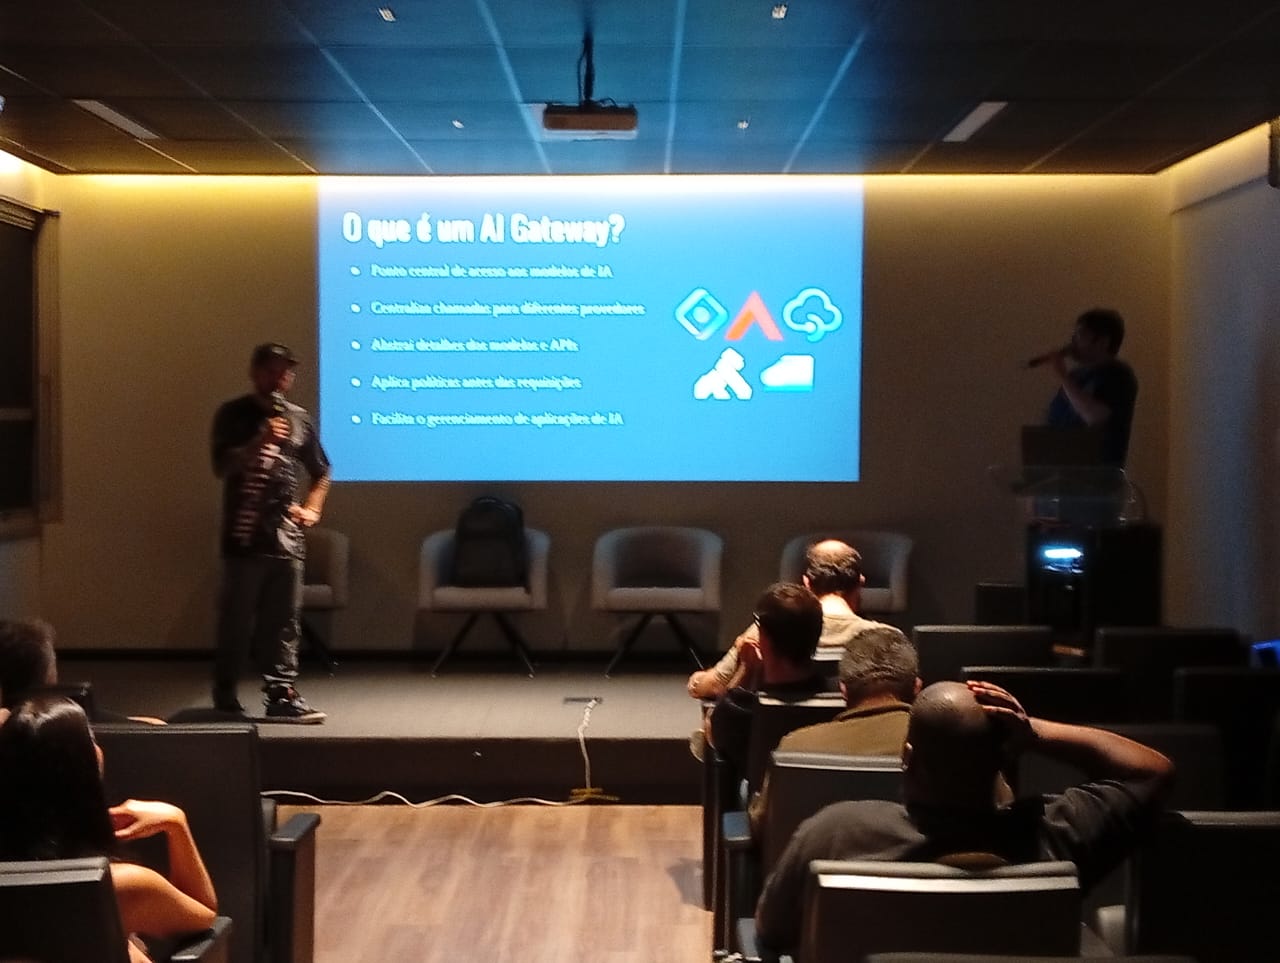 O que é um AI Gateway?
Ponto central de acesso aos modelos de IA
Centraliza chamadas para diferentes provedores
Abstrai detalhes dos modelos e APIs
Aplica políticas antes das requisições
Facilita o gerenciamento de aplicações de IA